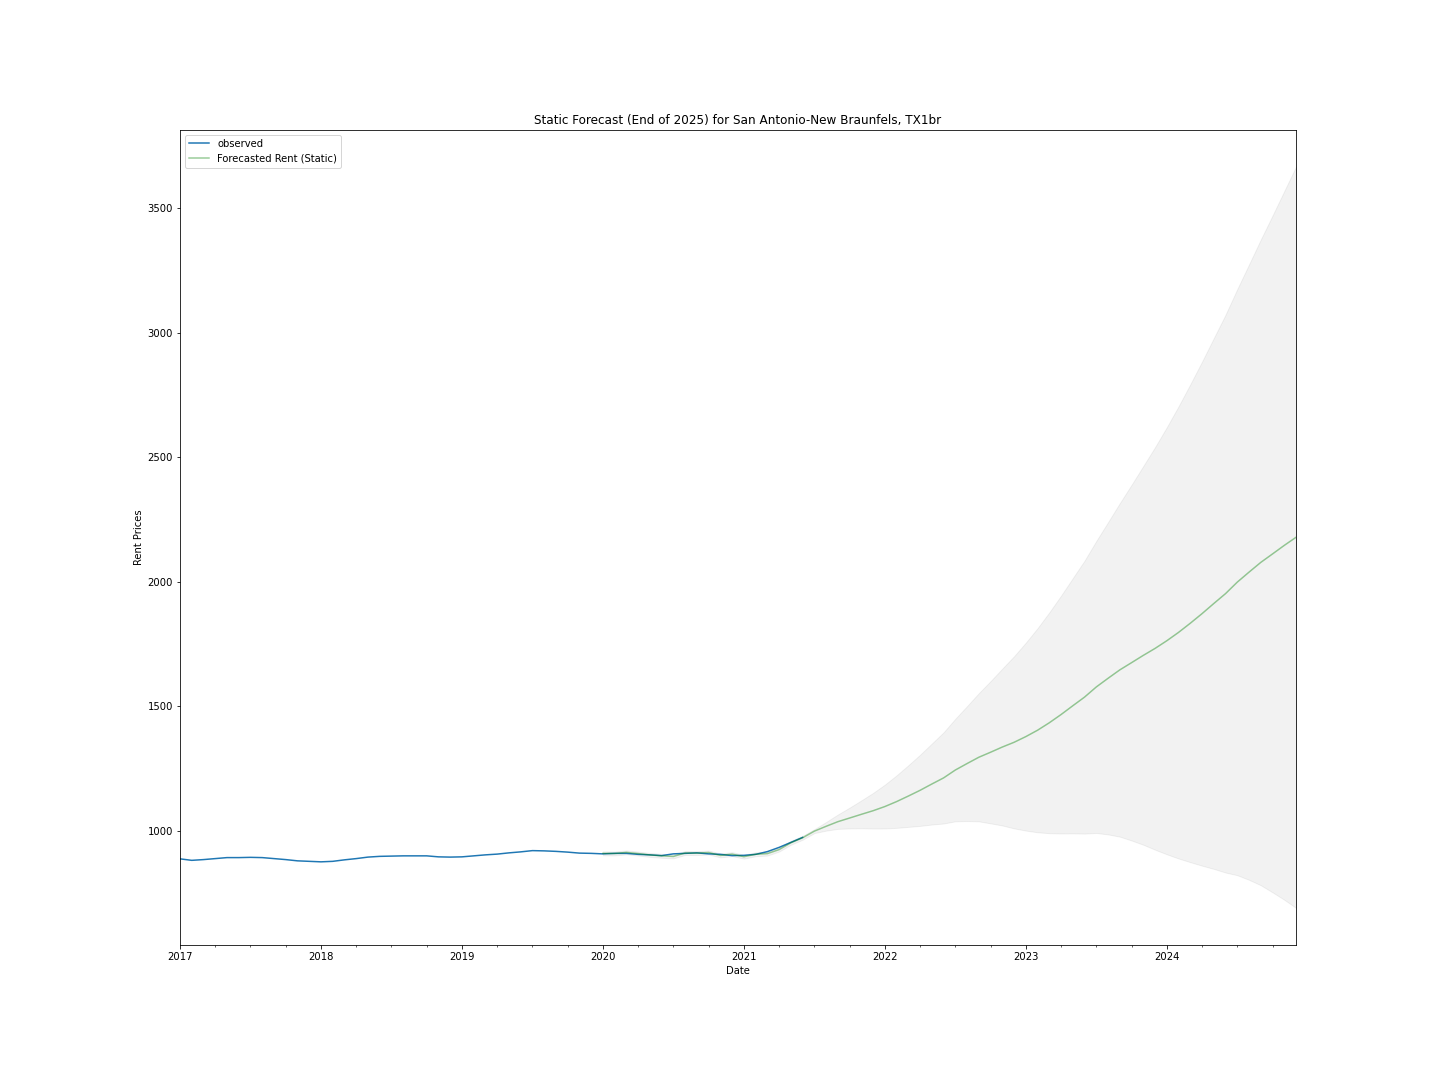 Static Forecast (End of 2025) for San Antonio-New Braunfels, TX1br
observed
Forecasted Rent (Static)
3500
3000
2500
2000
1500
1000
Rent Prices
2017
2018
2019
2020
2021
2022
2023
2024
Date